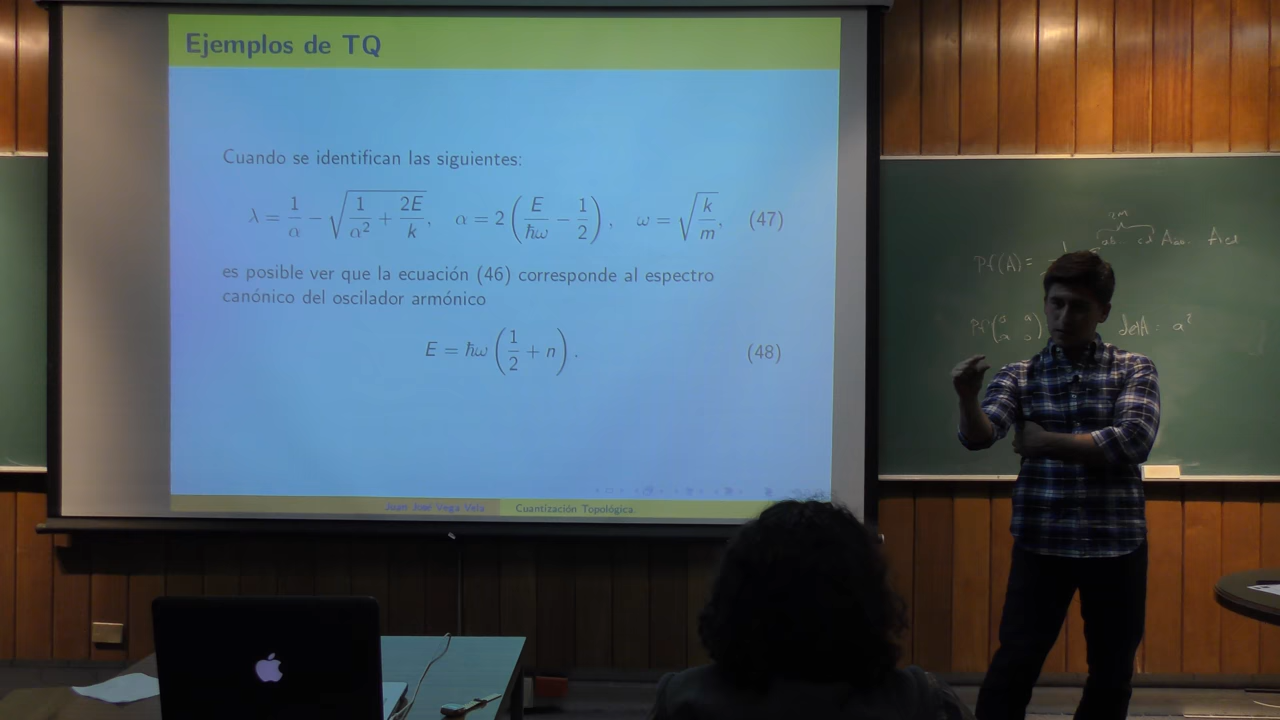 Ejemplos de TQ
Cuando se identifican las siguientes:
λ = 1/α − √(1/α² + 2E/k), α = 2(E/ħω − 1/2), ω = √(k/m), (47)
es posible ver que la ecuación (46) corresponde al espectro
canónico del oscilador armónico
E = ħω(1/2 + n). (48)
Juan José Vega Vela Cuantización Topológica
Pf(A) =
detA = a²